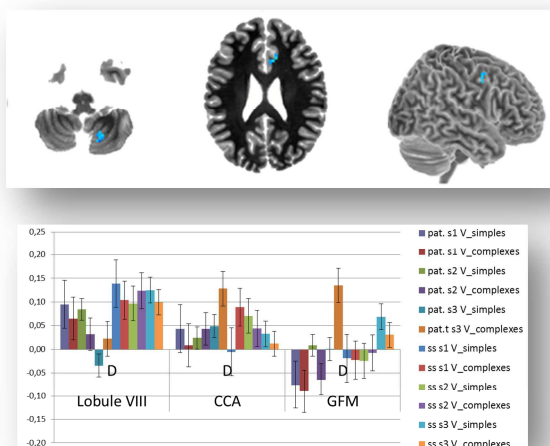 0,25
0,20
0,15
0,10
0,05
0,00
-0,05
-0,10
-0,15
-0,20
D
D
D
Lobule VIII
CCA
GFM
pat. s1 V_simples
pat. s1 V_complexes
pat. s2 V_simples
pat. s2 V_complexes
pat. s3 V_simples
pat.t s3 V_complexes
ss s1 V_simples
ss s1 V_complexes
ss s2 V_simples
ss s2 V_complexes
ss s3 V_simples
ss s3 V_complexes